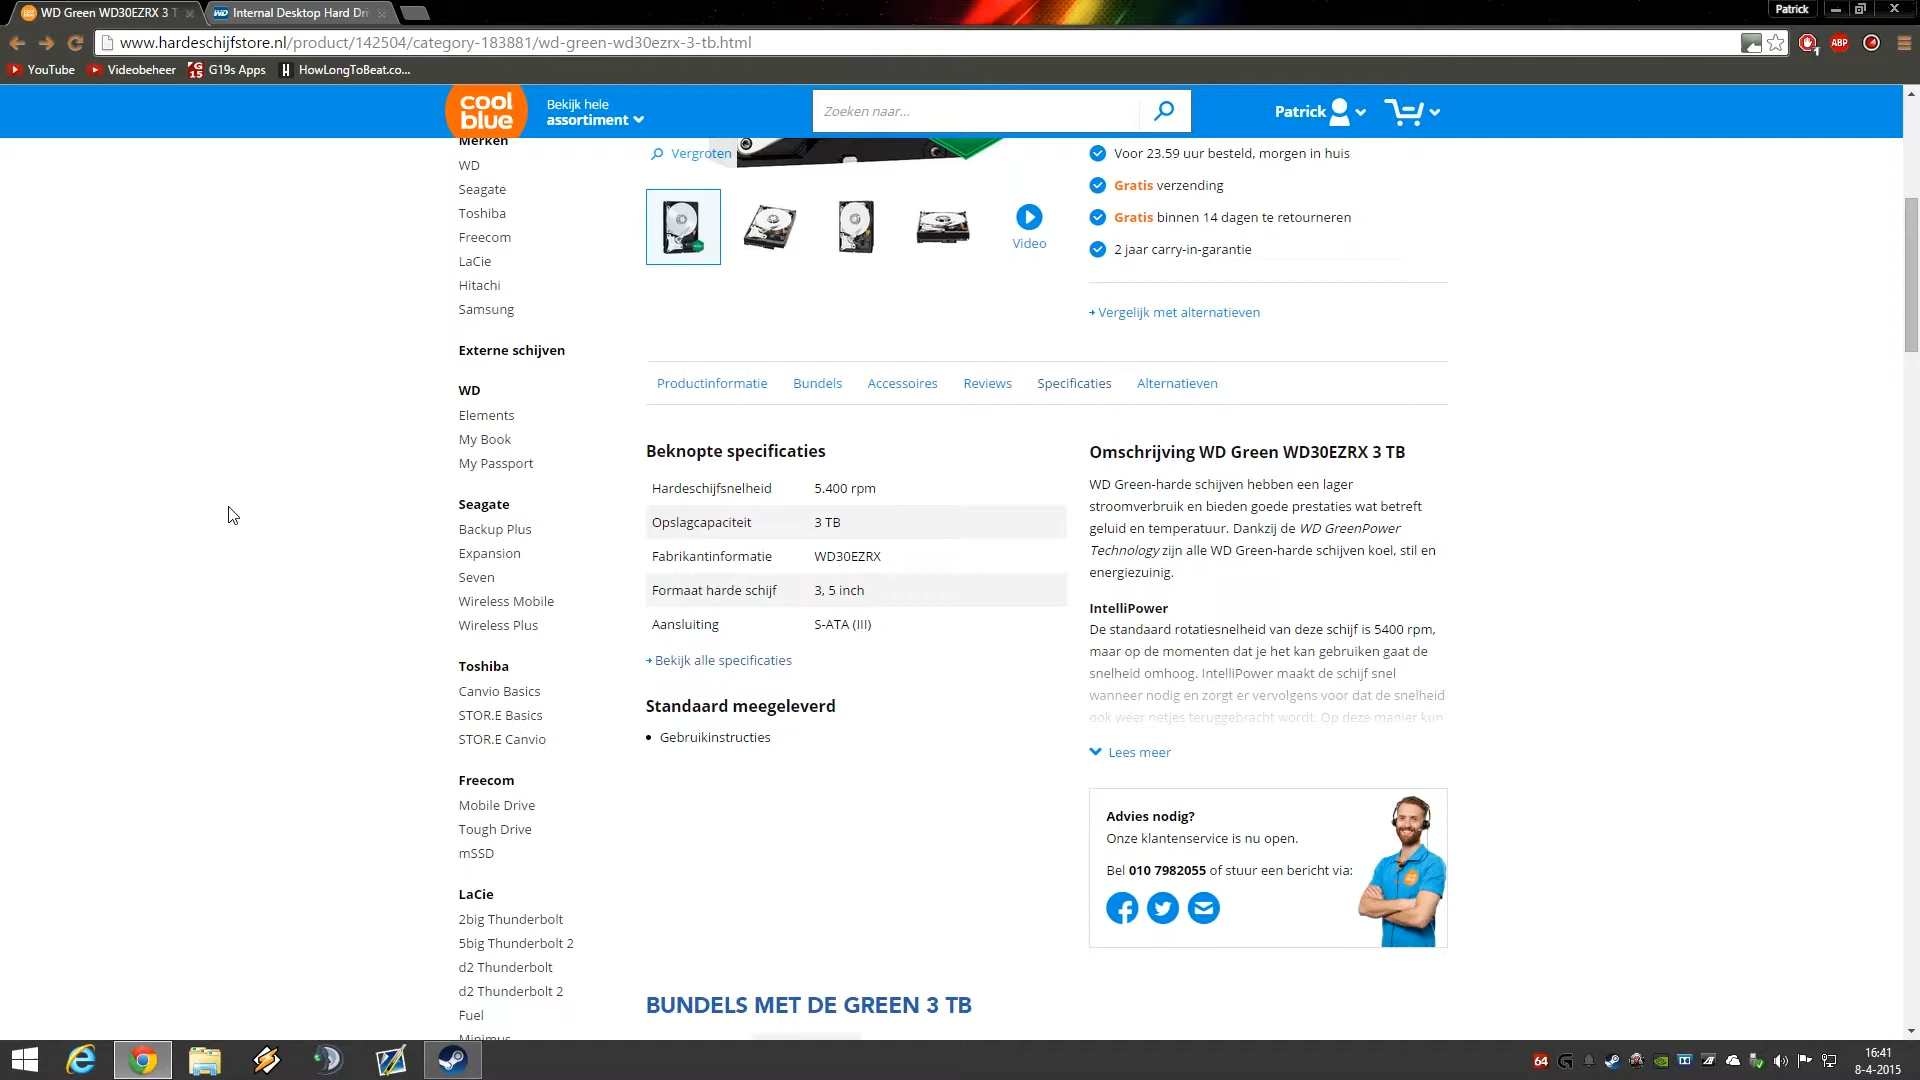 WD Green WD30EZRX 3 T
Internal Desktop Hard Dri
Patrick
www.hardeschijfstore.nl/product/142504/category-183881/wd-green-wd30ezrx-3-tb.html
YouTube
Videobeheer
G19s Apps
HowLongToBeat.co...
cool
blue
Bekijk hele
assortiment
Zoeken naar...
Patrick
Merken
WD
Seagate
Toshiba
Freecom
LaCie
Hitachi
Samsung
Externe schijven
WD
Elements
My Book
My Passport
Seagate
Backup Plus
Expansion
Seven
Wireless Mobile
Wireless Plus
Toshiba
Canvio Basics
STOR.E Basics
STOR.E Canvio
Freecom
Mobile Drive
Tough Drive
mSSD
LaCie
2big Thunderbolt
5big Thunderbolt 2
d2 Thunderbolt
d2 Thunderbolt 2
Fuel
Minimus
Vergroten
Video
Voor 23.59 uur besteld, morgen in huis
Gratis verzending
Gratis binnen 14 dagen te retourneren
2 jaar carry-in-garantie
Vergelijk met alternatieven
Productinformatie Bundels Accessoires Reviews Specificaties Alternatieven
Beknopte specificaties
Hardeschijfsnelheid 5.400 rpm
Opslagcapaciteit 3 TB
Fabrikantinformatie WD30EZRX
Formaat harde schijf 3, 5 inch
Aansluiting S-ATA (III)
Bekijk alle specificaties
Standaard meegeleverd
Gebruikinstructies
Omschrijving WD Green WD30EZRX 3 TB
WD Green-harde schijven hebben een lager
stroomverbruik en bieden goede prestaties wat betreft
geluid en temperatuur. Dankzij de WD GreenPower
Technology zijn alle WD Green-harde schijven koel, stil en
energiezuinig.
IntelliPower
De standaard rotatiesnelheid van deze schijf is 5400 rpm,
maar op de momenten dat je het kan gebruiken gaat de
snelheid omhoog. IntelliPower maakt de schijf snel
wanneer nodig en zorgt er vervolgens voor dat de snelheid
ook weer netjes teruggebracht wordt. Op deze manier kun
Lees meer
Advies nodig?
Onze klantenservice is nu open.
Bel 010 7982055 of stuur een bericht via:
BUNDELS MET DE GREEN 3 TB
64
16:41
8-4-2015